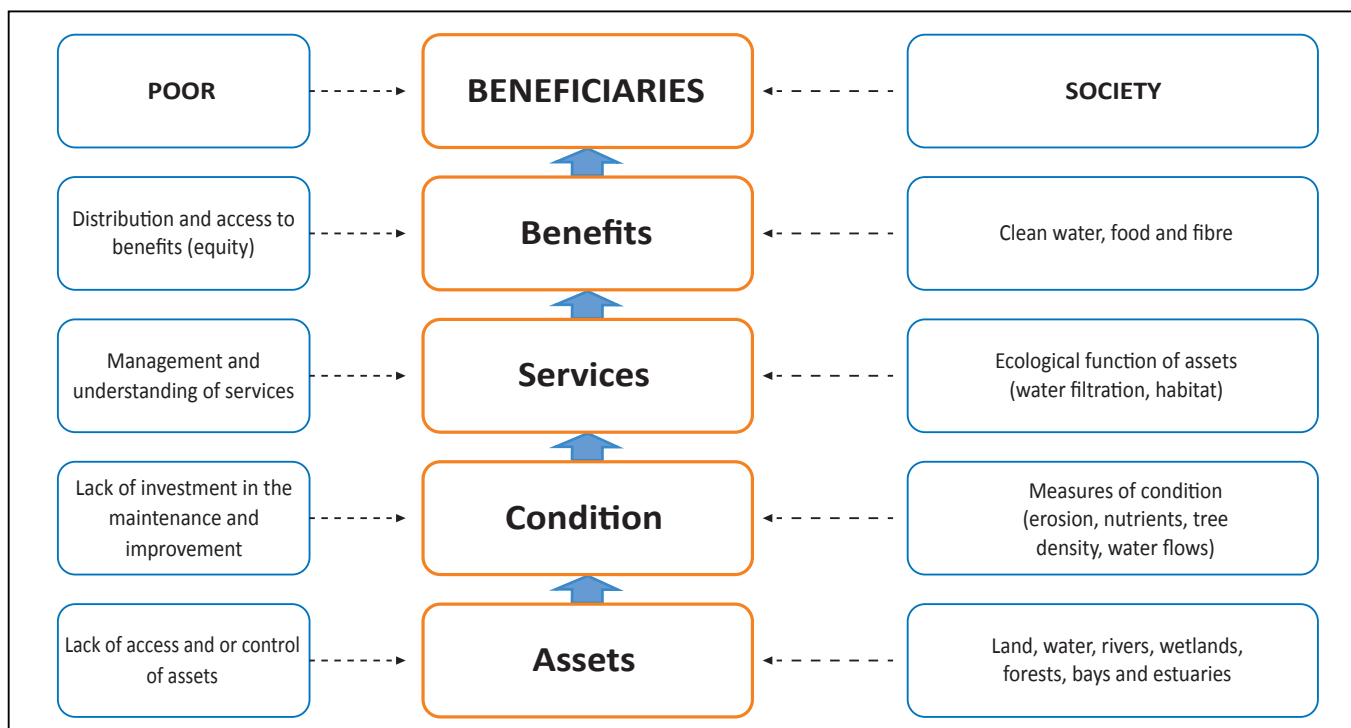 POOR
BENEFICIARIES
SOCIETY
Distribution and access to
benefits (equity)
Benefits
Clean water, food and fibre
Management and
understanding of services
Services
Ecological function of assets
(water filtration, habitat)
Lack of investment in the
maintenance and
improvement
Condition
Measures of condition
(erosion, nutrients, tree
density, water flows)
Lack of access and or control
of assets
Assets
Land, water, rivers, wetlands,
forests, bays and estuaries